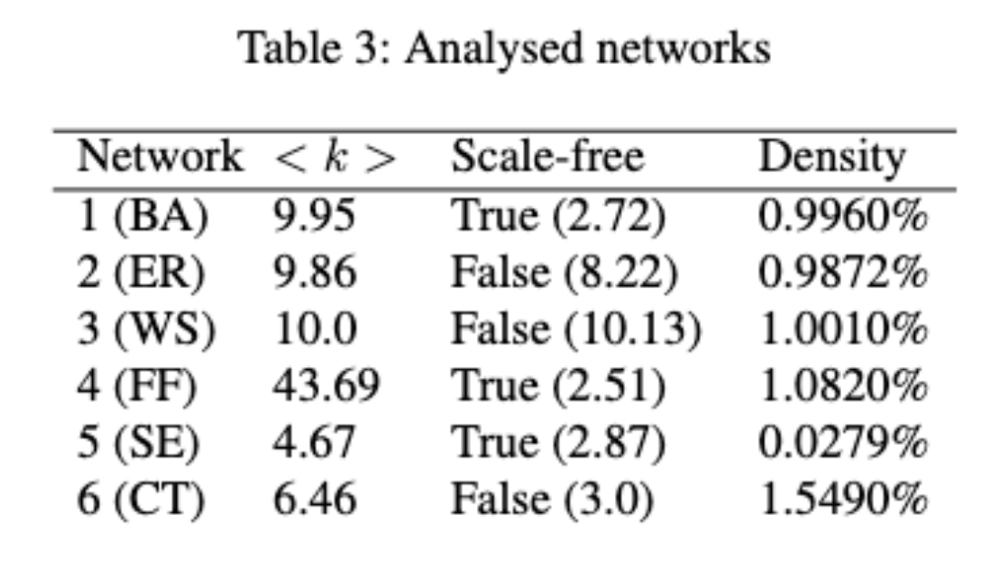 Table 3: Analysed networks
Network < k > Scale-free Density
1 (BA) 9.95 True (2.72) 0.9960%
2 (ER) 9.86 False (8.22) 0.9872%
3 (WS) 10.0 False (10.13) 1.0010%
4 (FF) 43.69 True (2.51) 1.0820%
5 (SE) 4.67 True (2.87) 0.0279%
6 (CT) 6.46 False (3.0) 1.5490%